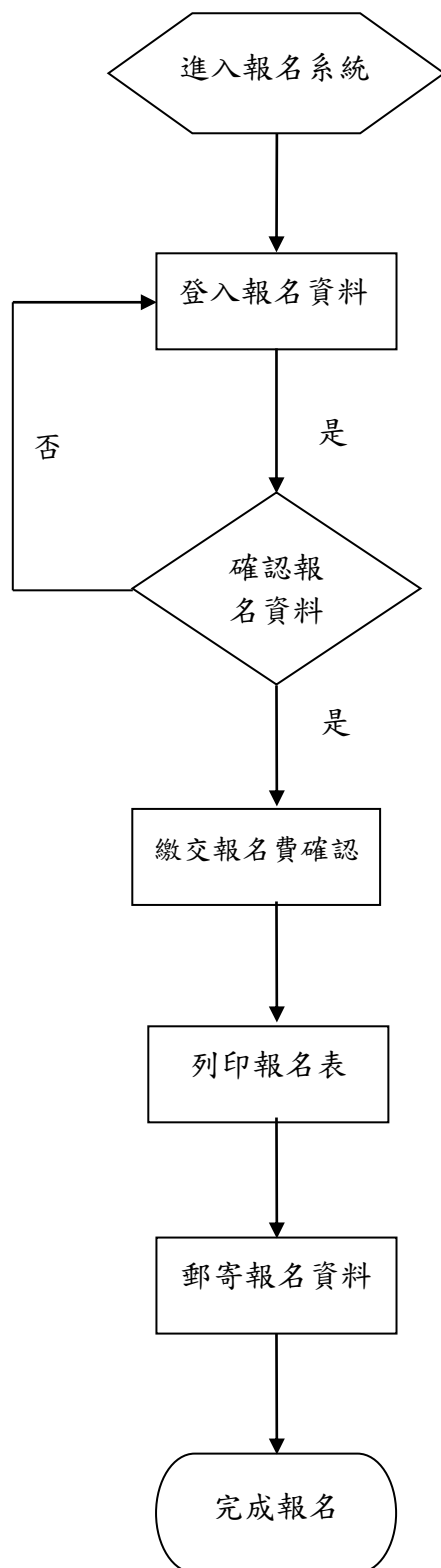 進入報名系統
登入報名資料
否
是
確認報
名資料
是
繳交報名費確認
列印報名表
郵寄報名資料
完成報名